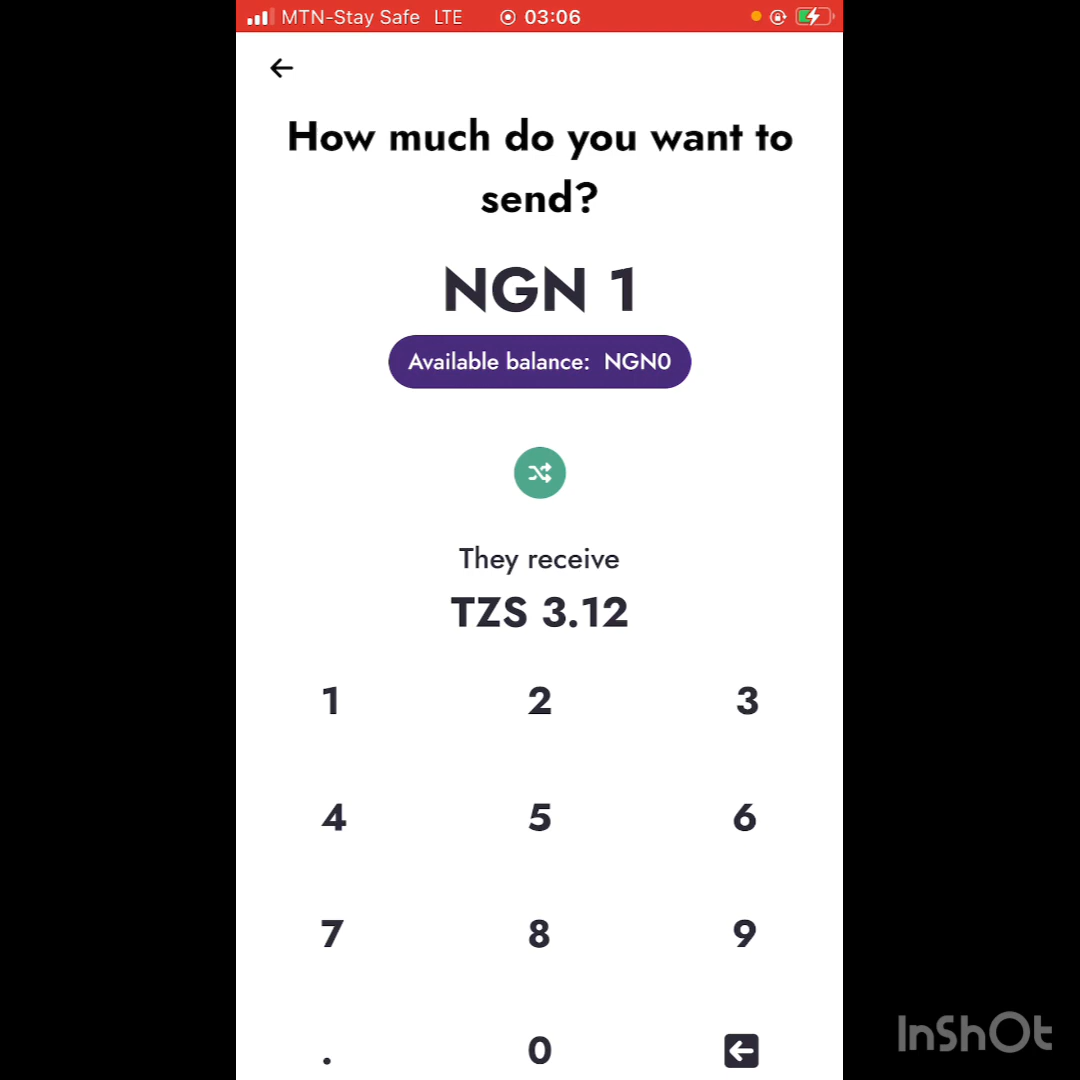 MTN-Stay Safe LTE 03:06
How much do you want to
send?
NGN 1
Available balance: NGN0
They receive
TZS 3.12
1 2 3
4 5 6
7 8 9
. 0
InShOt